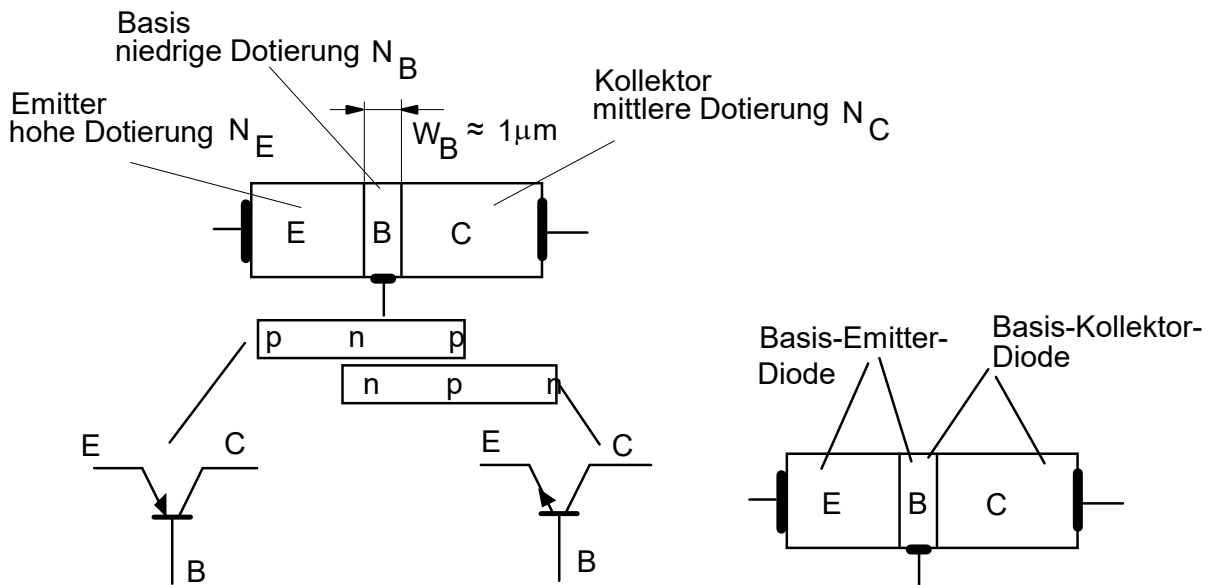 Basis
niedrige Dotierung N_B
Emitter
hohe Dotierung N_E
W_B ≈ 1μm
Kollektor
mittlere Dotierung N_C
E B C
p n p
n p n
E C
B
E C
B
Basis-Emitter-
Diode
Basis-Kollektor-
Diode
E B C